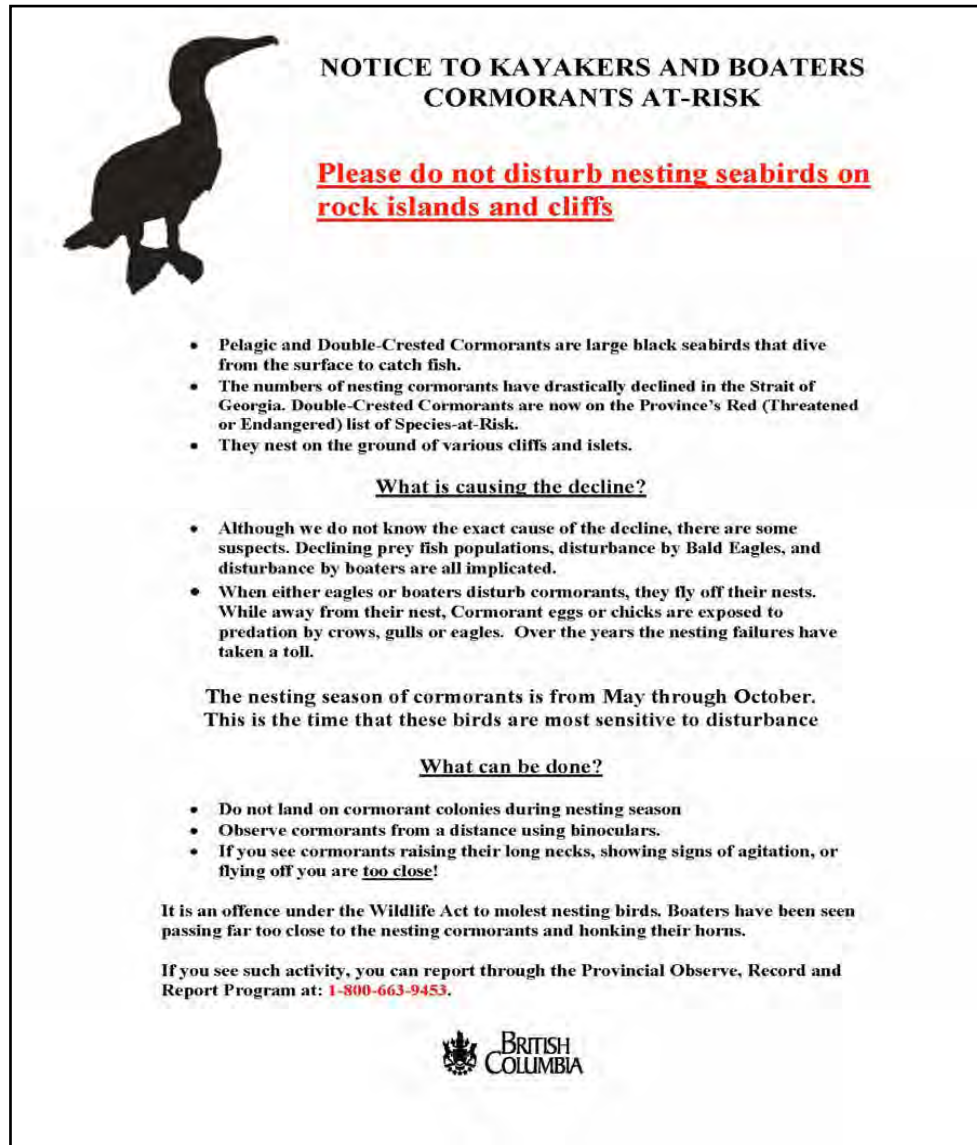 NOTICE TO KAYAKERS AND BOATERS
CORMORANTS AT-RISK
Please do not disturb nesting seabirds on
rock islands and cliffs
• Pelagic and Double-Crested Cormorants are large black seabirds that dive
from the surface to catch fish.
• The numbers of nesting cormorants have drastically declined in the Strait of
Georgia. Double-Crested Cormorants are now on the Province's Red (Threatened
or Endangered) list of Species-at-Risk.
• They nest on the ground of various cliffs and islets.
What is causing the decline?
• Although we do not know the exact cause of the decline, there are some
suspects. Declining prey fish populations, disturbance by Bald Eagles, and
disturbance by boaters are all implicated.
• When either eagles or boaters disturb cormorants, they fly off their nests.
While away from their nest, Cormorant eggs or chicks are exposed to
predation by crows, gulls or eagles. Over the years the nesting failures have
taken a toll.
The nesting season of cormorants is from May through October.
This is the time that these birds are most sensitive to disturbance
What can be done?
• Do not land on cormorant colonies during nesting season
• Observe cormorants from a distance using binoculars.
• If you see cormorants raising their long necks, showing signs of agitation, or
flying off you are too close!
It is an offence under the Wildlife Act to molest nesting birds. Boaters have been seen
passing far too close to the nesting cormorants and honking their horns.
If you see such activity, you can report through the Provincial Observe, Record and
Report Program at: 1-800-663-9453.
BRITISH
COLUMBIA